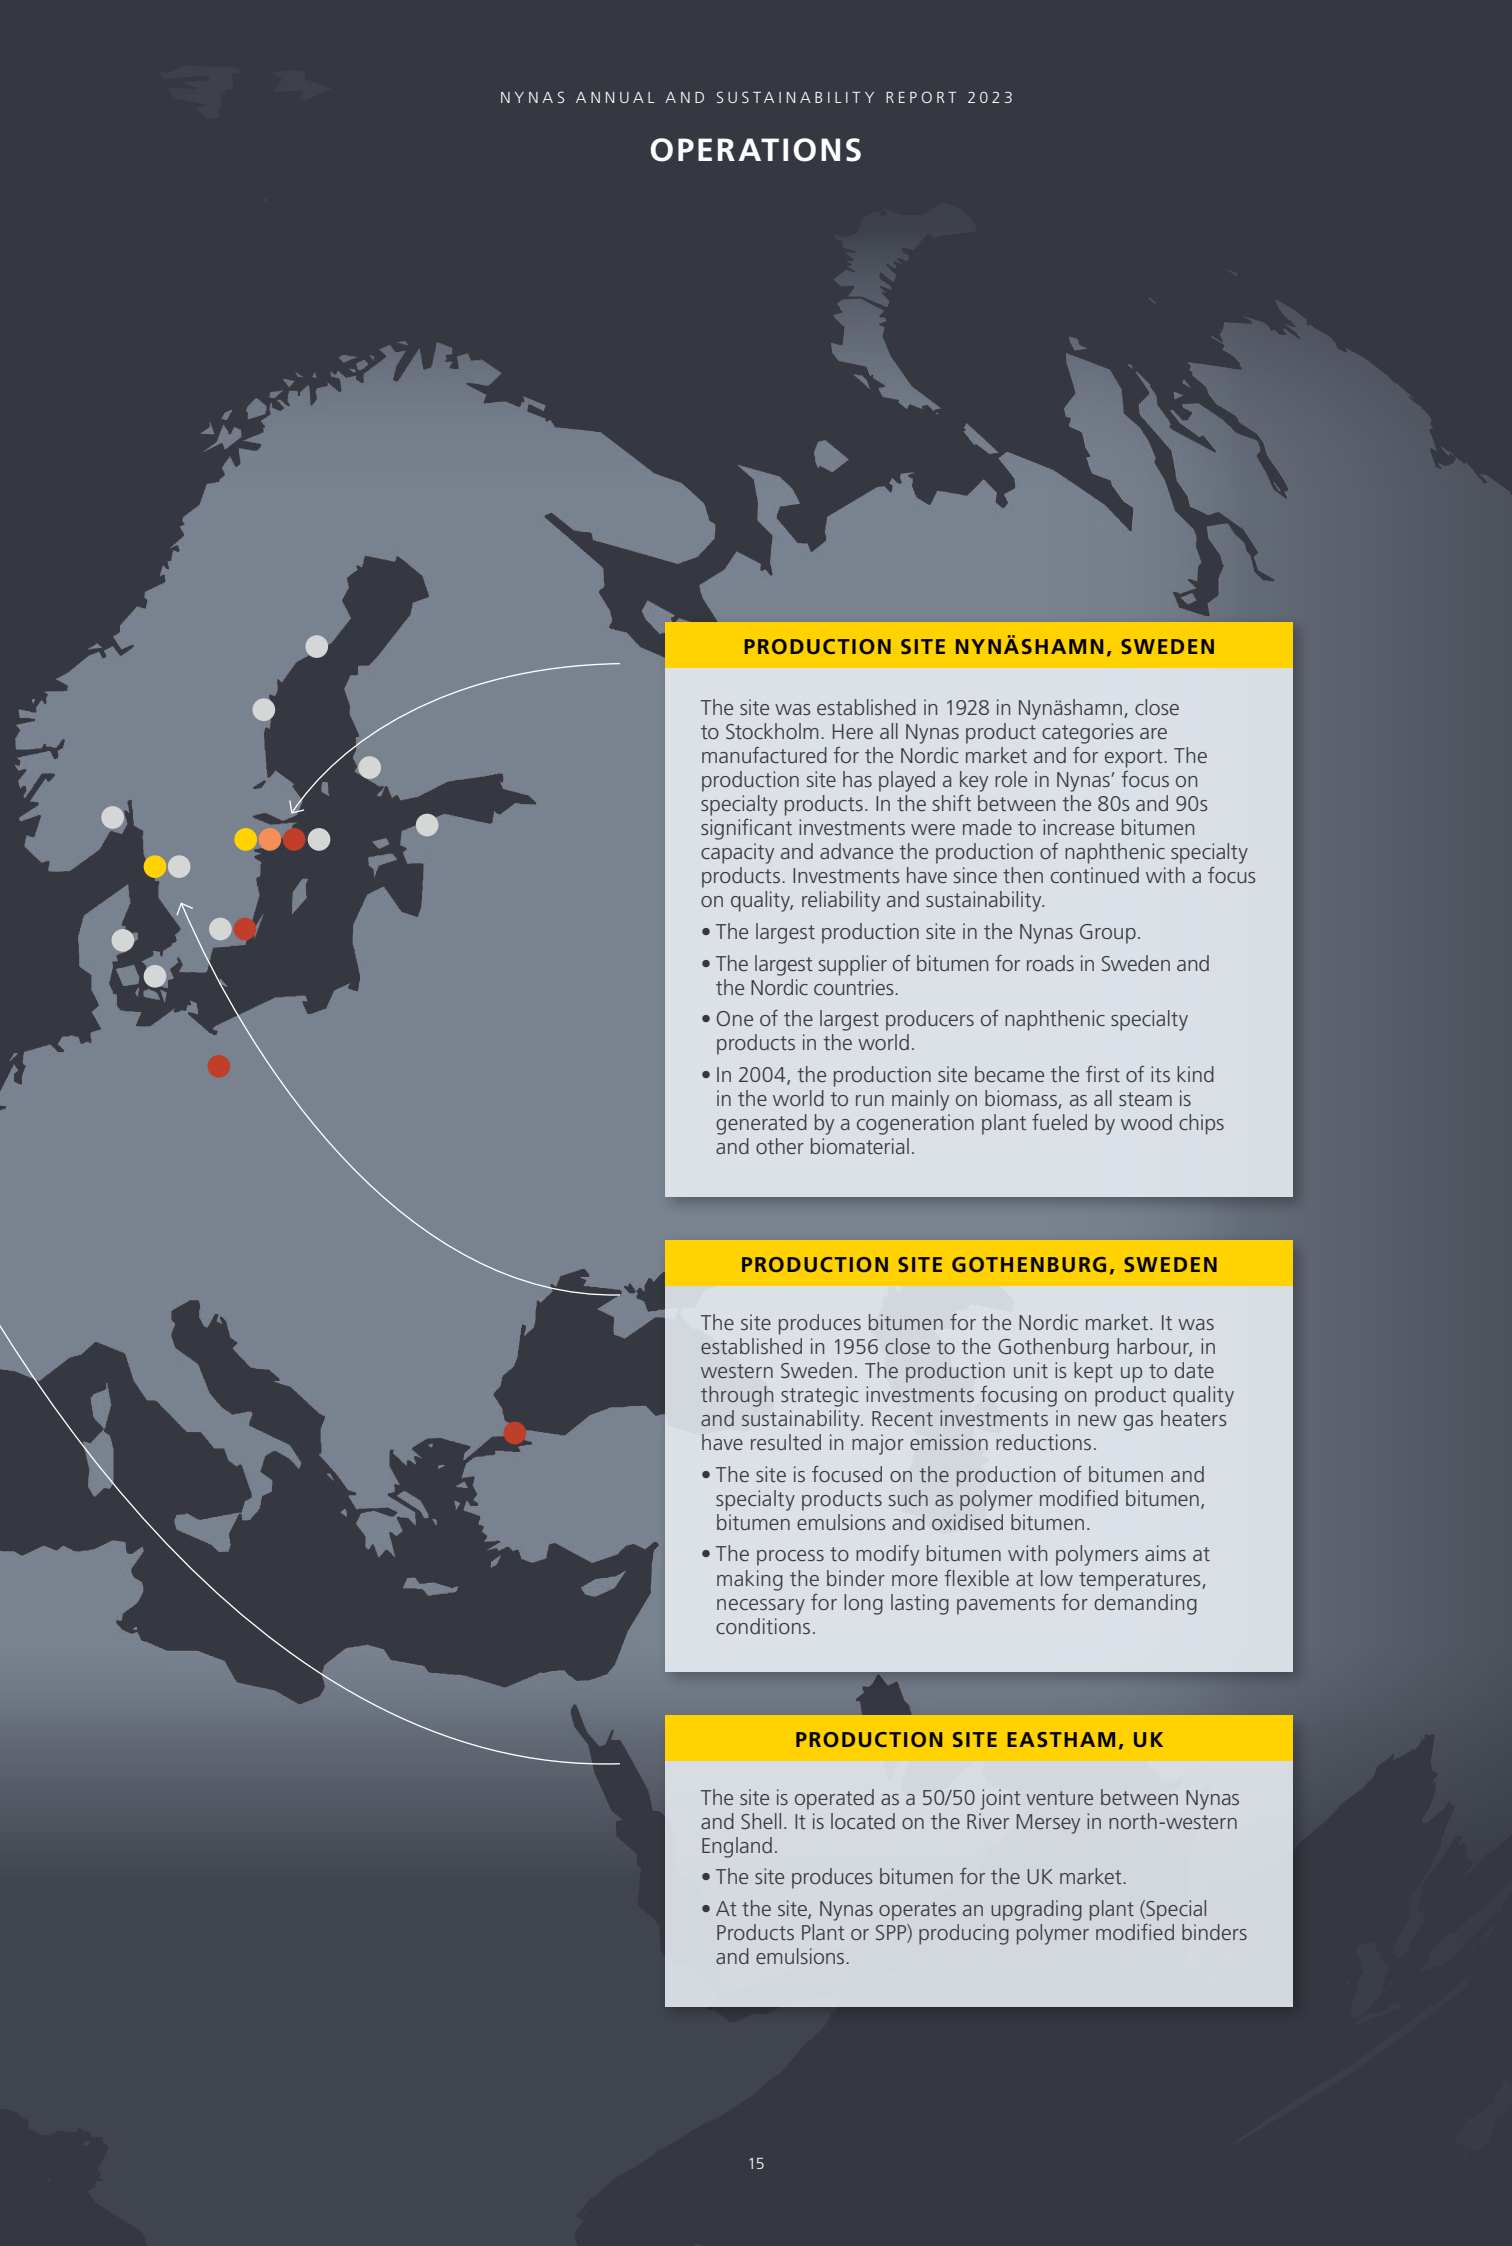 NYNAS ANNUAL AND SUSTAINABILITY REPORT 2023
OPERATIONS
PRODUCTION SITE NYNÄSHAMN, SWEDEN
The site was established in 1928 in Nynäshamn, close
to Stockholm. Here all Nynas product categories are
manufactured for the Nordic market and for export. The
production site has played a key role in Nynas’ focus on
specialty products. In the shift between the 80s and 90s
significant investments were made to increase bitumen
capacity and advance the production of naphthenic specialty
products. Investments have since then continued with a focus
on quality, reliability and sustainability.
• The largest production site in the Nynas Group.
• The largest supplier of bitumen for roads in Sweden and
the Nordic countries.
• One of the largest producers of naphthenic specialty
products in the world.
• In 2004, the production site became the first of its kind
in the world to run mainly on biomass, as all steam is
generated by a cogeneration plant fueled by wood chips
and other biomaterial.
PRODUCTION SITE GOTHENBURG, SWEDEN
The site produces bitumen for the Nordic market. It was
established in 1956 close to the Gothenburg harbour, in
western Sweden. The production unit is kept up to date
through strategic investments focusing on product quality
and sustainability. Recent investments in new gas heaters
have resulted in major emission reductions.
• The site is focused on the production of bitumen and
specialty products such as polymer modified bitumen,
bitumen emulsions and oxidised bitumen.
• The process to modify bitumen with polymers aims at
making the binder more flexible at low temperatures,
necessary for long lasting pavements for demanding
conditions.
PRODUCTION SITE EASTHAM, UK
The site is operated as a 50/50 joint venture between Nynas
and Shell. It is located on the River Mersey in north-western
England.
• The site produces bitumen for the UK market.
• At the site, Nynas operates an upgrading plant (Special
Products Plant or SPP) producing polymer modified binders
and emulsions.
15